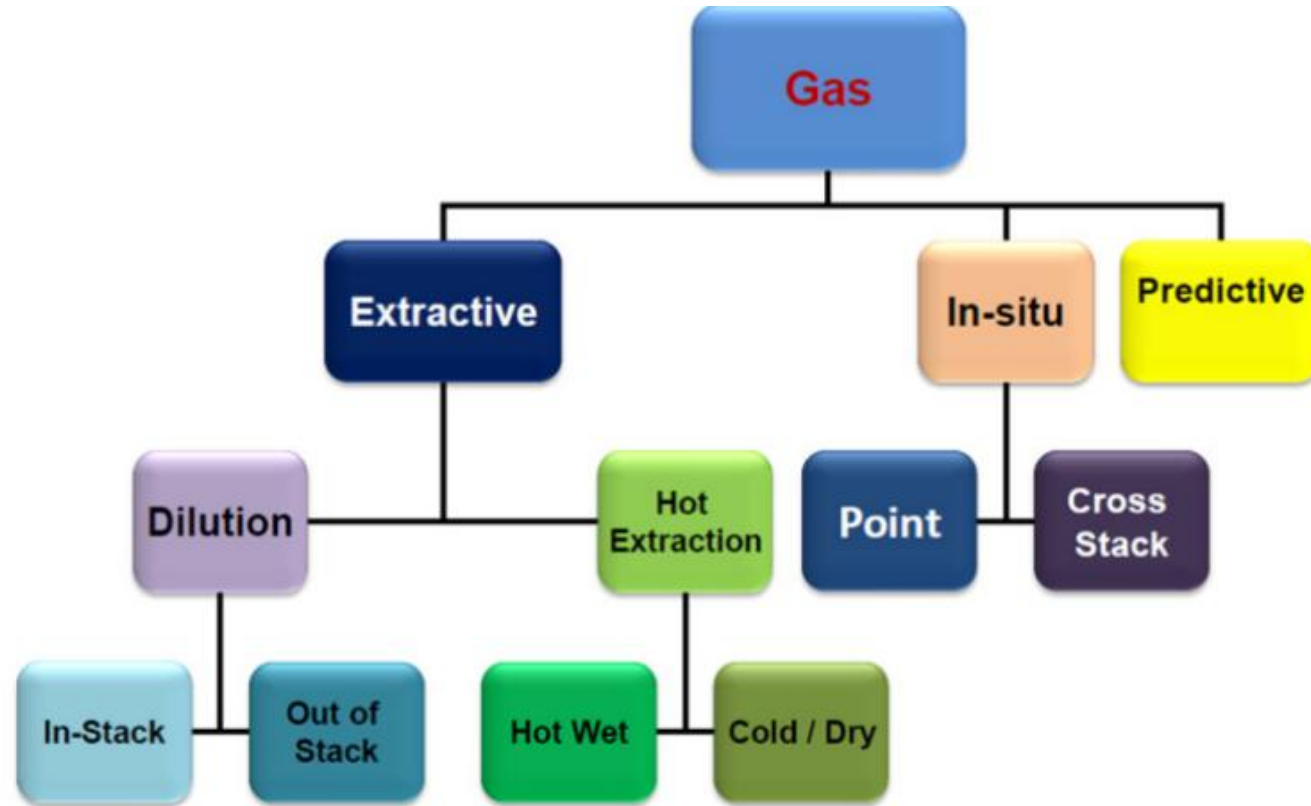 Gas
Extractive
In-situ
Predictive
Dilution
Hot
Extraction
Point
Cross
Stack
In-Stack
Out of
Stack
Hot Wet
Cold / Dry